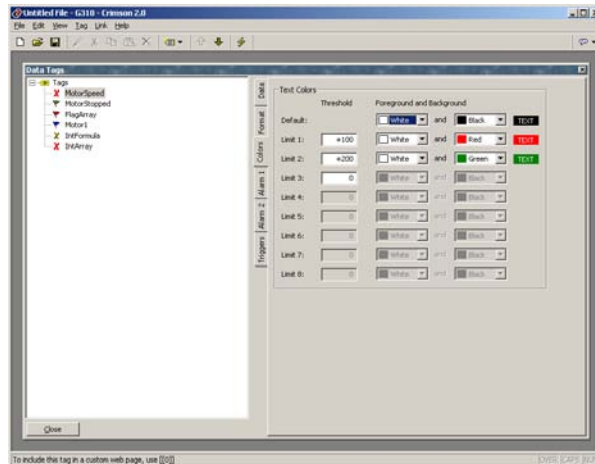 Untitled File - G310 - Crimson 2.0
File Edit View Tag Link Help
Data Tags
Tags
MotorSpeed
MotorStopped
FlagArray
Motor1
IntFormula
IntArray
Data
Format
Colors
Alarm 1
Alarm 2
Triggers
Text Colors
Threshold Foreground and Background
Default: White and Black TEXT
Limit 1: +100 White and Red TEXT
Limit 2: +200 White and Green TEXT
Limit 3: 0 White and Black
Limit 4: 0 White and Black
Limit 5: 0 White and Black
Limit 6: 0 White and Black
Limit 7: 0 White and Black
Limit 8: 0 White and Black
Close
To include this tag in a custom web page, use [[0]]
OVER CAPS NUM